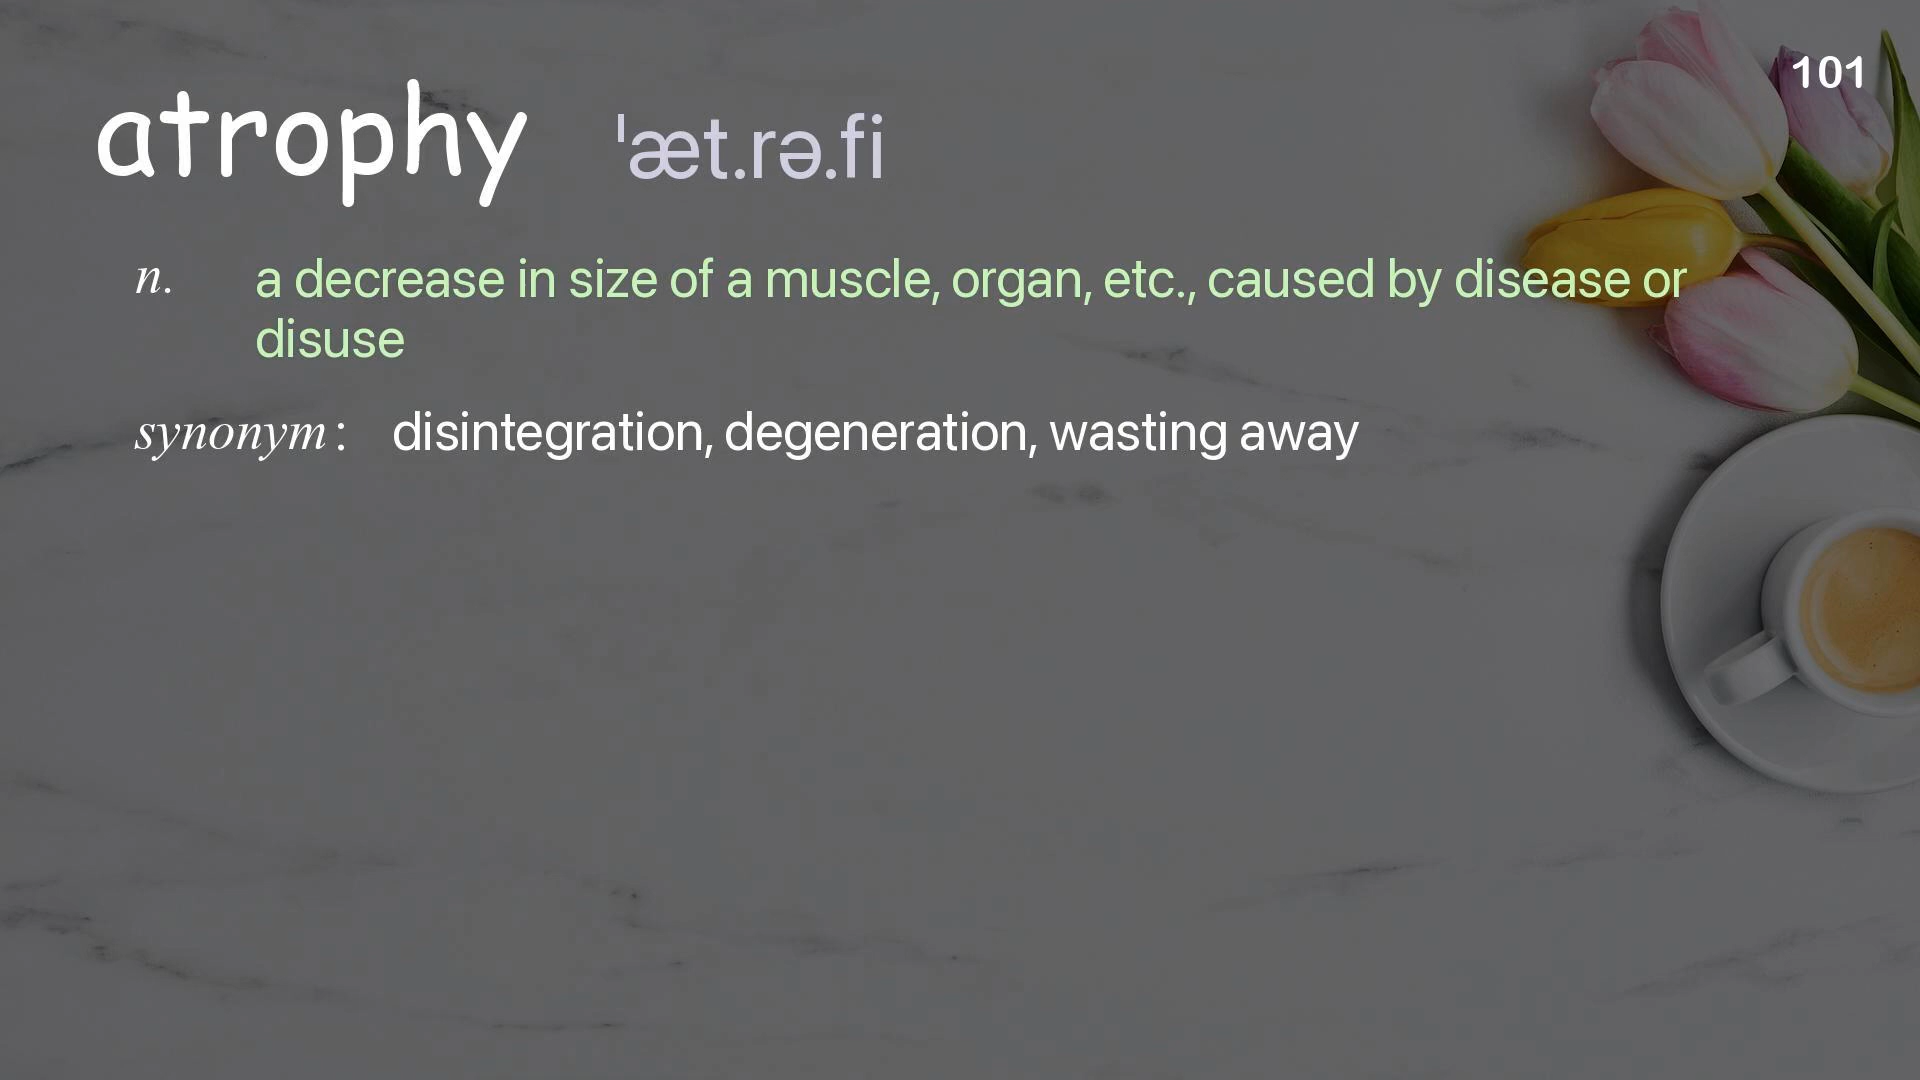 101
atrophy ˈæt.rə.fi
n. a decrease in size of a muscle, organ, etc., caused by disease or
disuse
synonym: disintegration, degeneration, wasting away